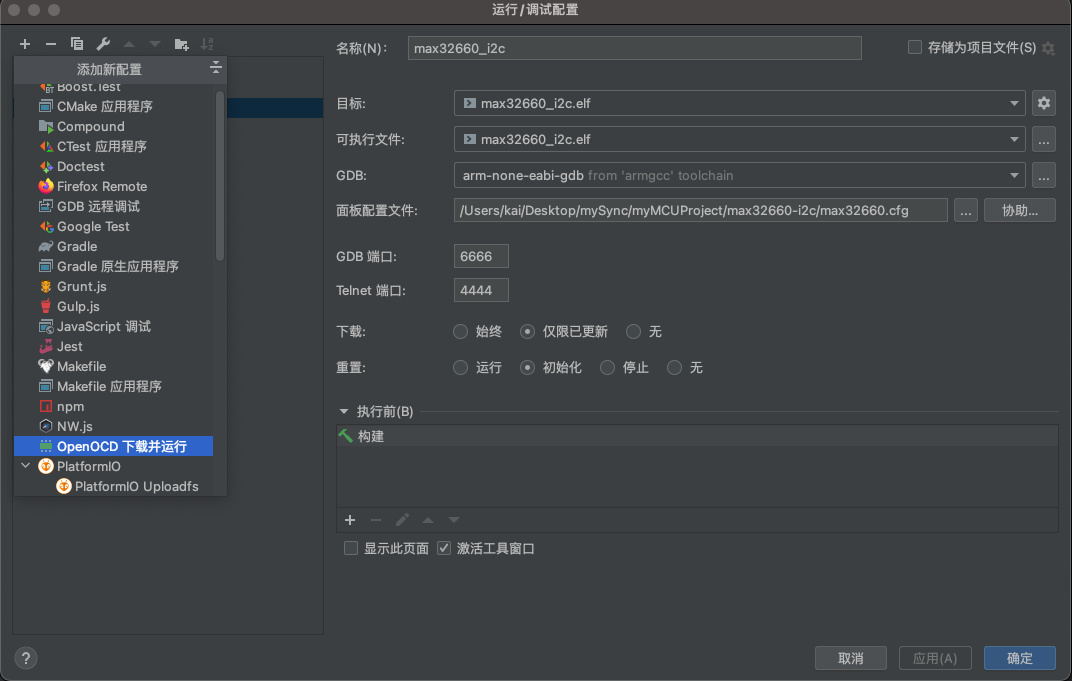 运行/调试配置
添加新配置
Boost.Test
CMake 应用程序
Compound
CTest 应用程序
Doctest
Firefox Remote
GDB 远程调试
Google Test
Gradle
Gradle 原生应用程序
Grunt.js
Gulp.js
JavaScript 调试
Jest
Makefile
Makefile 应用程序
npm
NW.js
OpenOCD 下载并运行
PlatformIO
PlatformIO Uploadfs
名称(N): max32660_i2c 存储为项目文件(S)
目标: max32660_i2c.elf
可执行文件: max32660_i2c.elf ...
GDB: arm-none-eabi-gdb from 'armgcc' toolchain ...
面板配置文件: /Users/kai/Desktop/mySync/myMCUProject/max32660-i2c/max32660.cfg ... 协助...
GDB 端口: 6666
Telnet 端口: 4444
下载: 始终 仅限已更新 无
重置: 运行 初始化 停止 无
执行前(B)
构建
显示此页面 激活工具窗口
? 取消 应用(A) 确定